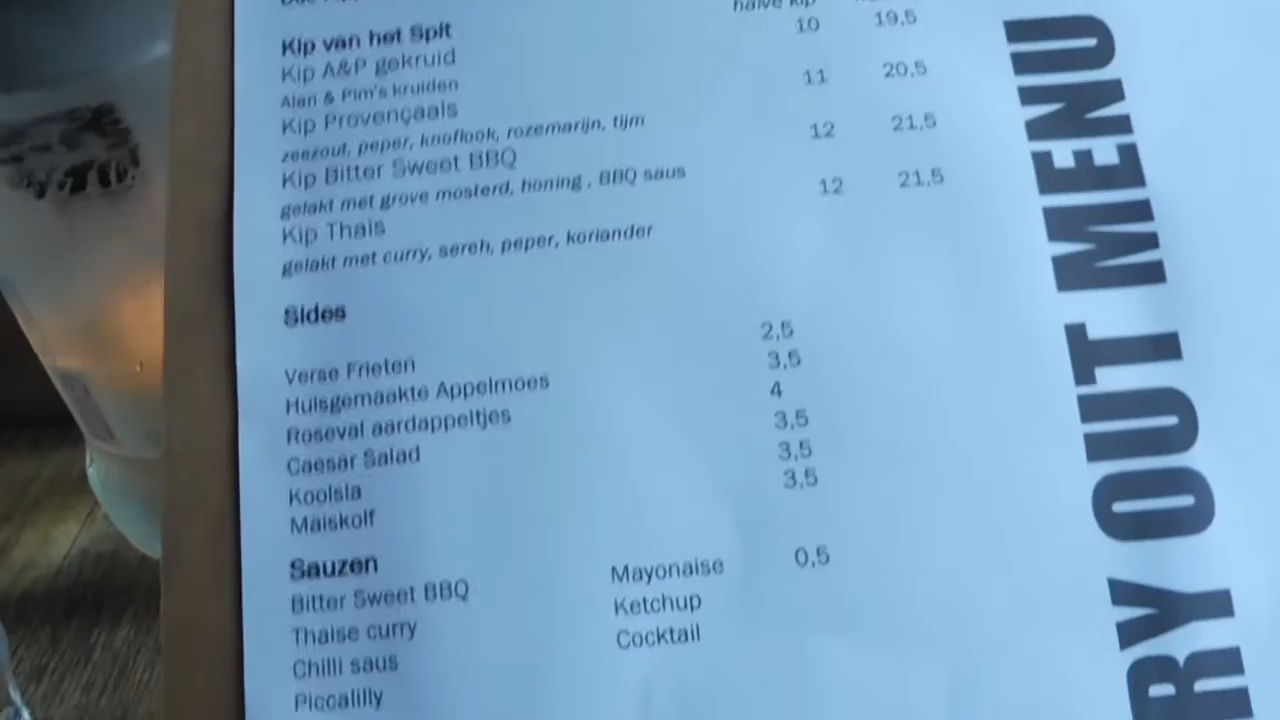 halve kip
Kip van het Spit 10 19,5
Kip A&P gekruid
Alan & Pim's kruiden 11 20,5
Kip Provençaals
zeezout, peper, knoflook, rozemarijn, tijm 12 21,5
Kip Bitter Sweet BBQ
gelakt met grove mosterd, honing , BBQ saus 12 21,5
Kip Thais
gelakt met curry, sereh, peper, koriander
Sides
2,5
Verse Frieten 3,5
Huisgemaakte Appelmoes 4
Roseval aardappeltjes 3,5
Caesar Salad 3,5
Koolsla 3,5
Maiskolf
Sauzen Mayonaise 0,5
Bitter Sweet BBQ Ketchup
Thaise curry Cocktail
Chilli saus
Piccalilly
RY OUT MENU